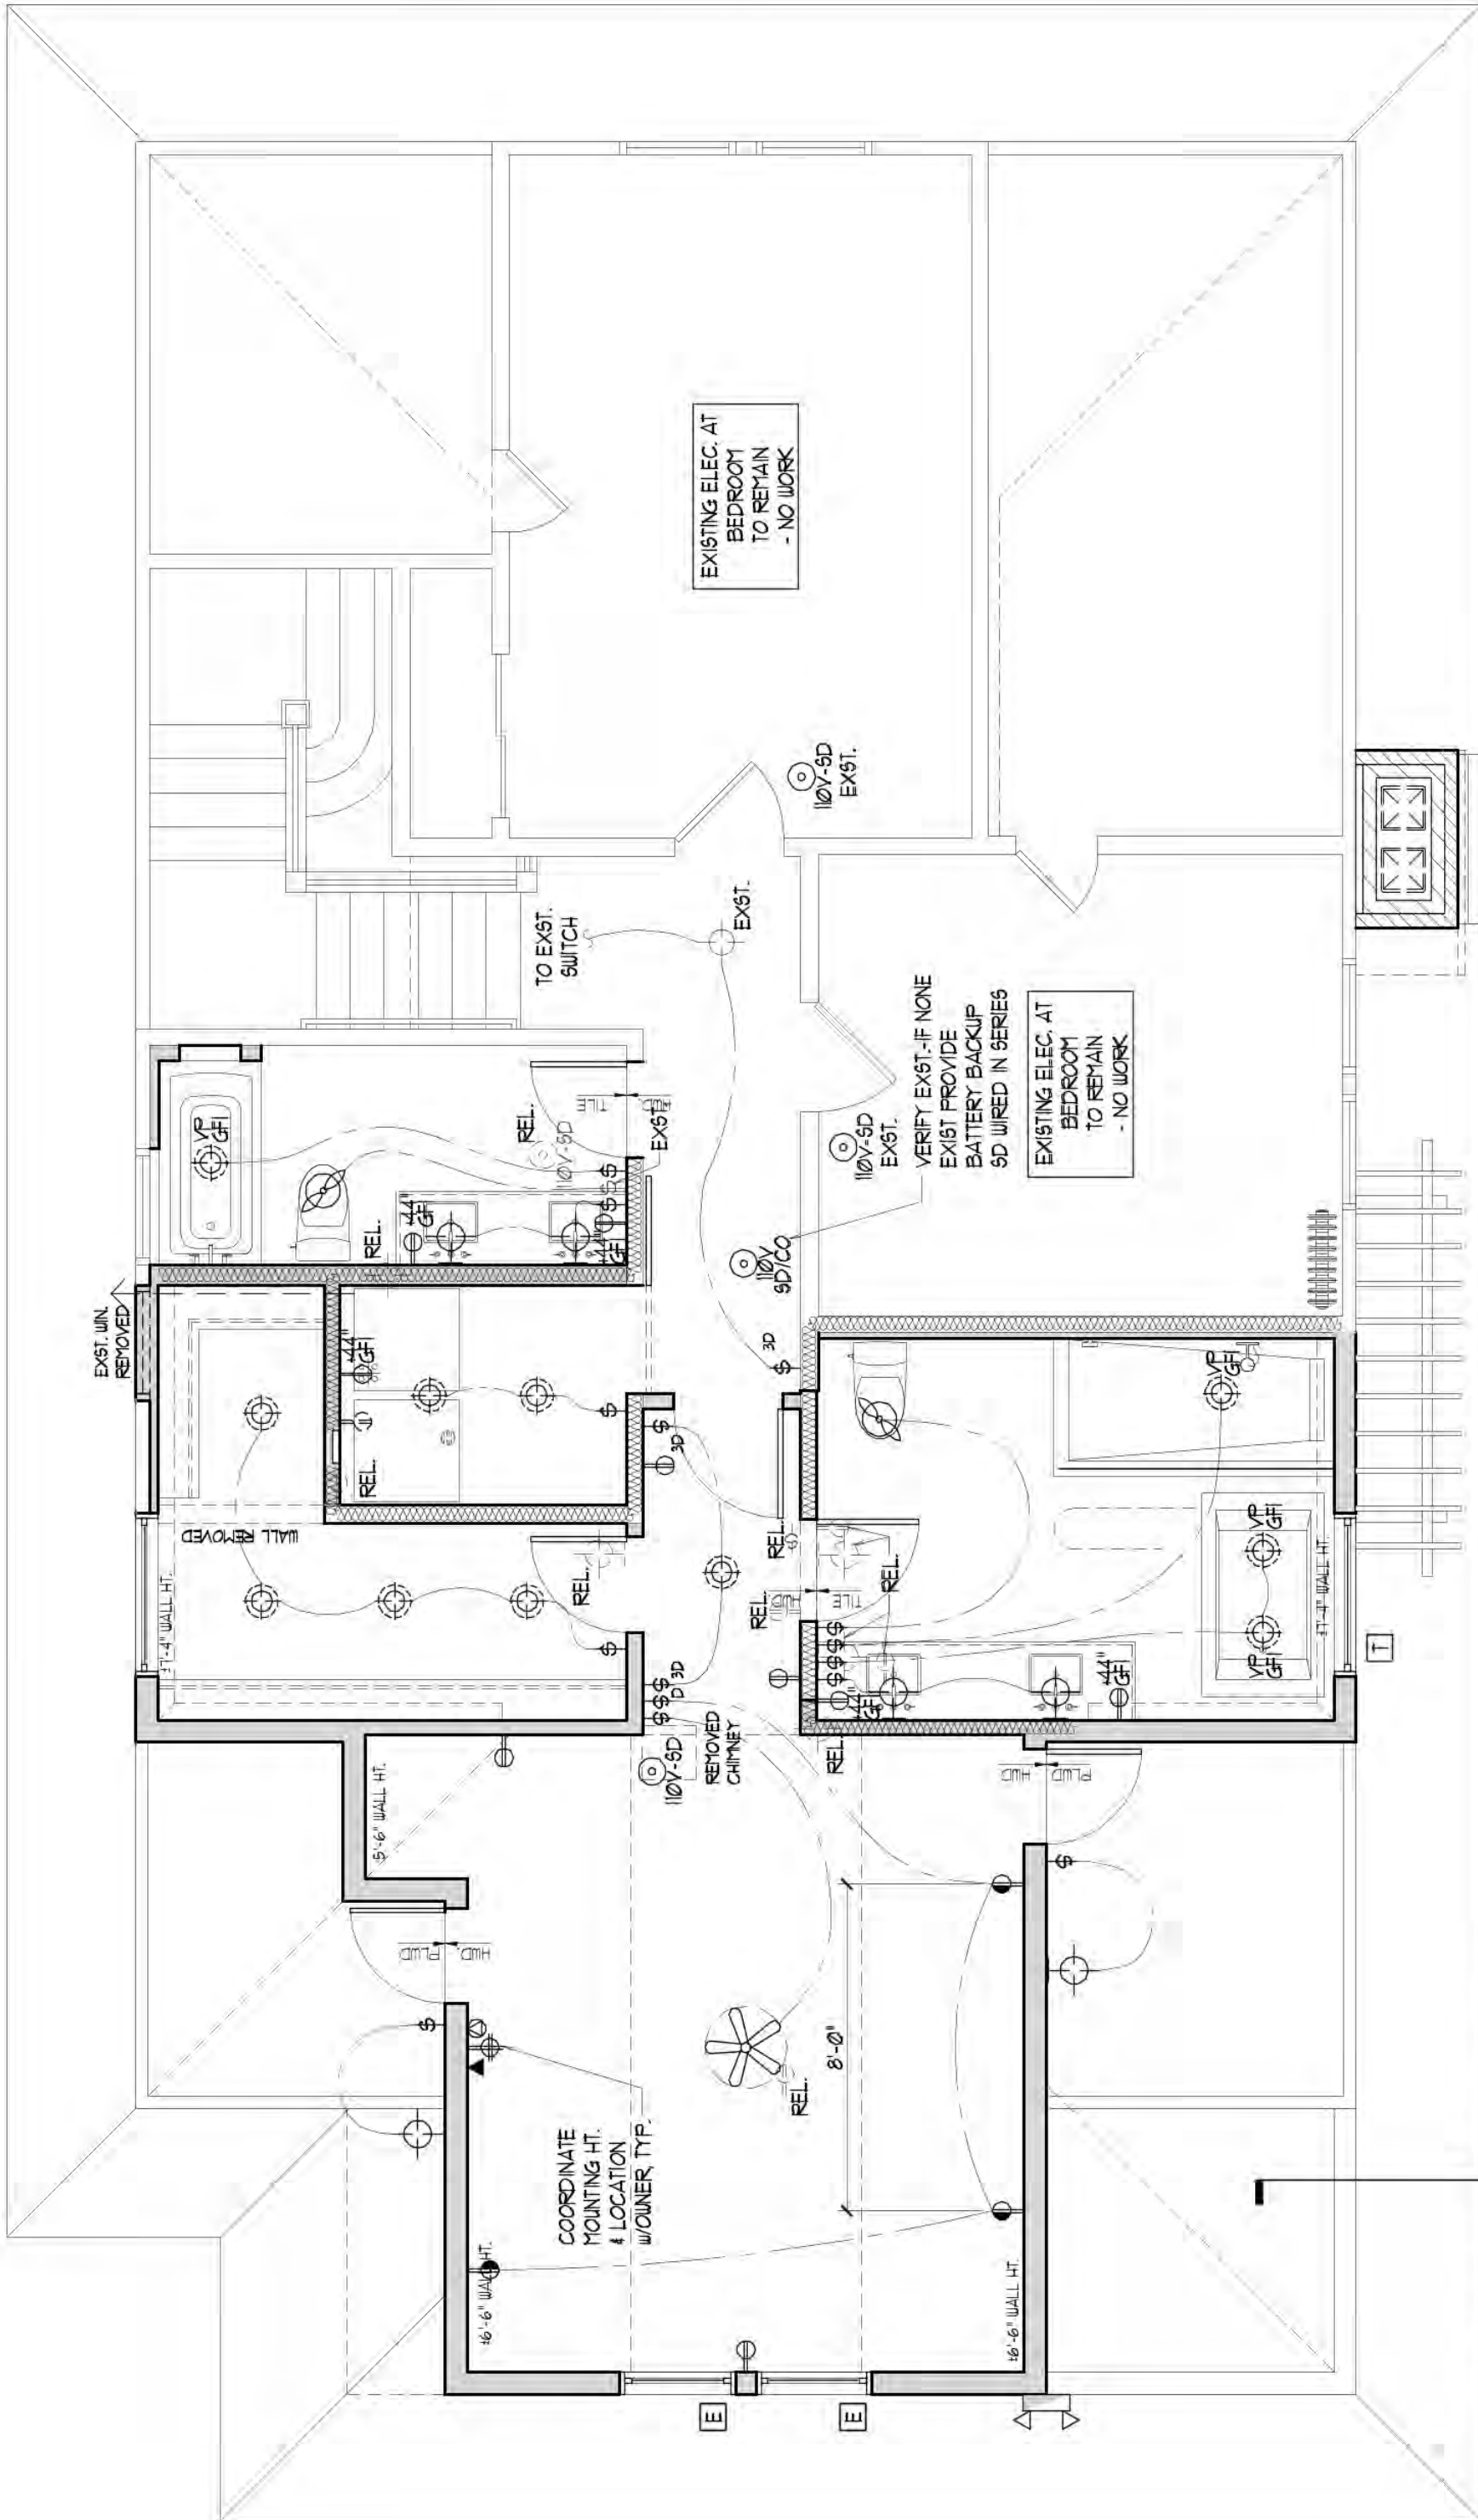 EXST. WIN.
REMOVED
VP
GFI
REL.
110V-SD
TILE
EXST.
REL.
+44"
GFI
+44"
GFI
+44"
GFI
REL.
WALL REMOVED
±7'-4" WALL HT.
REL.
TO EXST.
SWITCH
EXST.
EXISTING ELEC. AT
BEDROOM
TO REMAIN
- NO WORK
110V-SD
EXST.
110V-SD
EXST.
VERIFY EXST.-IF NONE
EXIST PROVIDE
BATTERY BACKUP
SD WIRED IN SERIES
EXISTING ELEC. AT
BEDROOM
TO REMAIN
- NO WORK
110V
SD/CO
3D
3D
REL.
REL.
HWD.
TILE
REL.
VP
GFI
VP
GFI
VP
GFI
±7'-4" WALL HT.
T
+44"
GFI
+44"
GFI
REL.
3D
D
110V-SD
REMOVED
CHIMNEY
5'-6" WALL HT.
HWD
PLWD
PLWD
HWD.
COORDINATE
MOUNTING HT.
& LOCATION
W/OWNER, TYP.
REL.
8'-0"
±6'-6" WALL HT.
±6'-6" WALL HT.
E
E